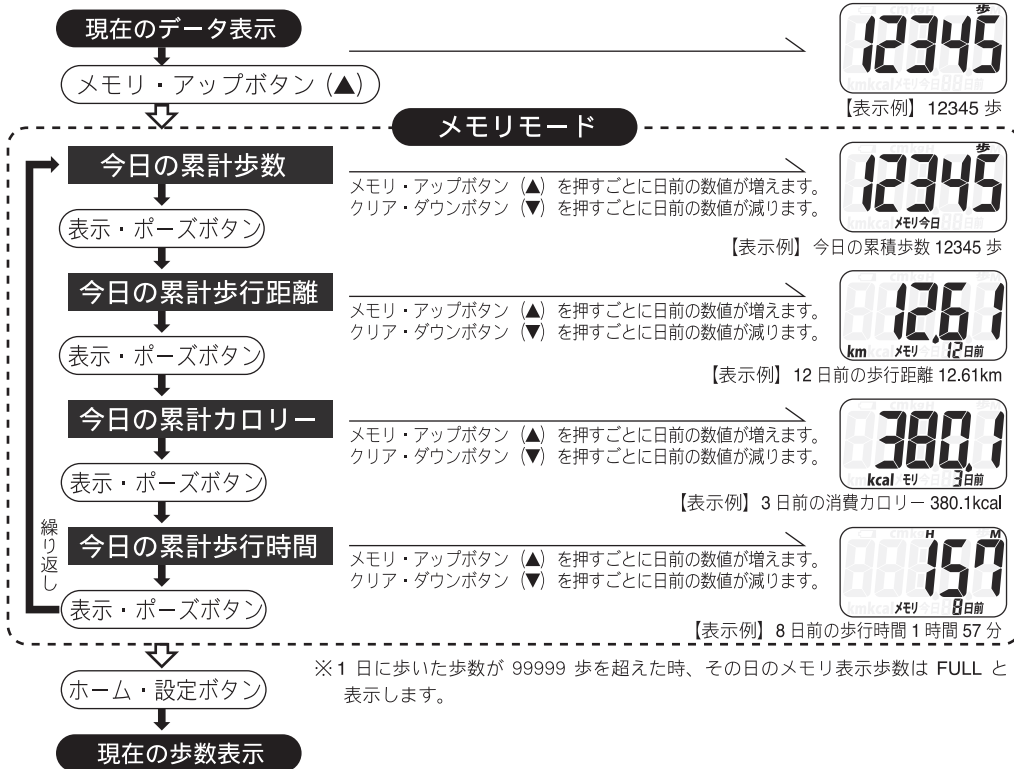 現在のデータ表示
メモリ・アップボタン (▲)
12345 歩
【表示例】12345 歩
メモリモード
今日の累計歩数
メモリ・アップボタン (▲) を押すごとに日前の数値が増えます。
クリア・ダウンボタン (▼) を押すごとに日前の数値が減ります。
歩
12345
メモリ今日
【表示例】今日の累積歩数 12345 歩
表示・ポーズボタン
今日の累計歩行距離
メモリ・アップボタン (▲) を押すごとに日前の数値が増えます。
クリア・ダウンボタン (▼) を押すごとに日前の数値が減ります。
12.61
km メモリ 12日前
【表示例】12 日前の歩行距離 12.61km
表示・ポーズボタン
今日の累計カロリー
メモリ・アップボタン (▲) を押すごとに日前の数値が増えます。
クリア・ダウンボタン (▼) を押すごとに日前の数値が減ります。
380.1
kcal モリ 3日前
【表示例】3 日前の消費カロリー 380.1kcal
表示・ポーズボタン
今日の累計歩行時間
メモリ・アップボタン (▲) を押すごとに日前の数値が増えます。
クリア・ダウンボタン (▼) を押すごとに日前の数値が減ります。
H M
157
メモリ 8日前
【表示例】8 日前の歩行時間 1 時間 57 分
表示・ポーズボタン
繰り返し
※1 日に歩いた歩数が 99999 歩を超えた時、その日のメモリ表示歩数は FULL と
表示します。
ホーム・設定ボタン
現在の歩数表示